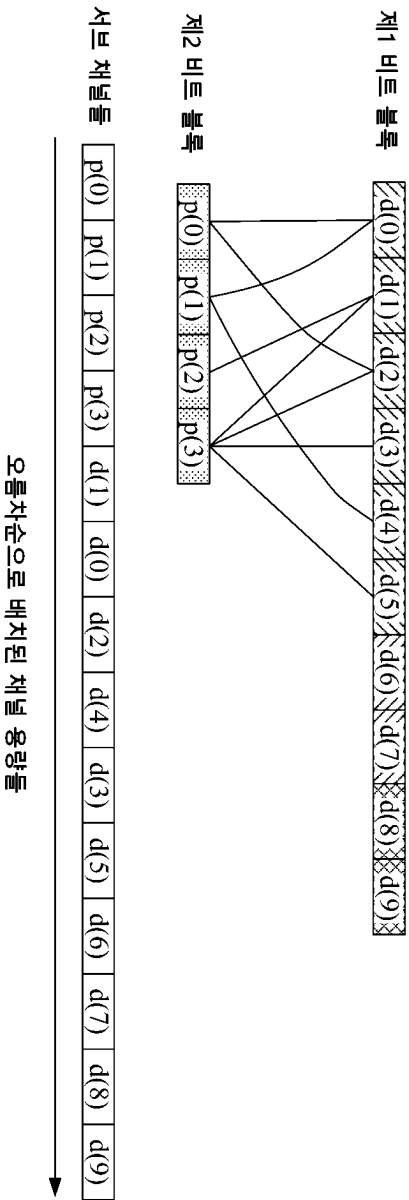 제1 비트 블록
d(0) d(1) d(2) d(3) d(4) d(5) d(6) d(7) d(8) d(9)
제2 비트 블록
p(0) p(1) p(2) p(3)
서브 채널들
p(0) p(1) p(2) p(3) d(1) d(0) d(2) d(4) d(3) d(5) d(6) d(7) d(8) d(9)
오름차순으로 배치된 채널 용량들